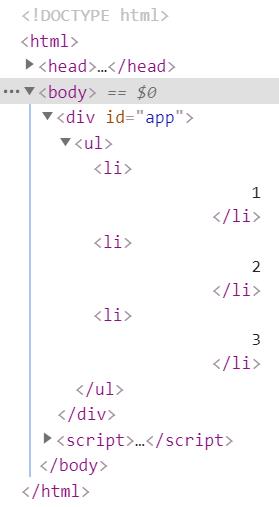 <!DOCTYPE html>
<html>
<head>…</head>
<body> == $0
<div id="app">
<ul>
<li>
1
</li>
<li>
2
</li>
<li>
3
</li>
</ul>
</div>
<script>…</script>
</body>
</html>